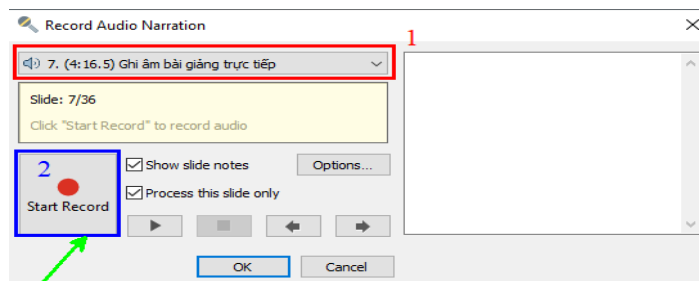 Record Audio Narration
1
7. (4:16.5) Ghi âm bài giảng trực tiếp
Slide: 7/36
Click "Start Record" to record audio
2
Start Record
Show slide notes
Options...
Process this slide only
OK
Cancel